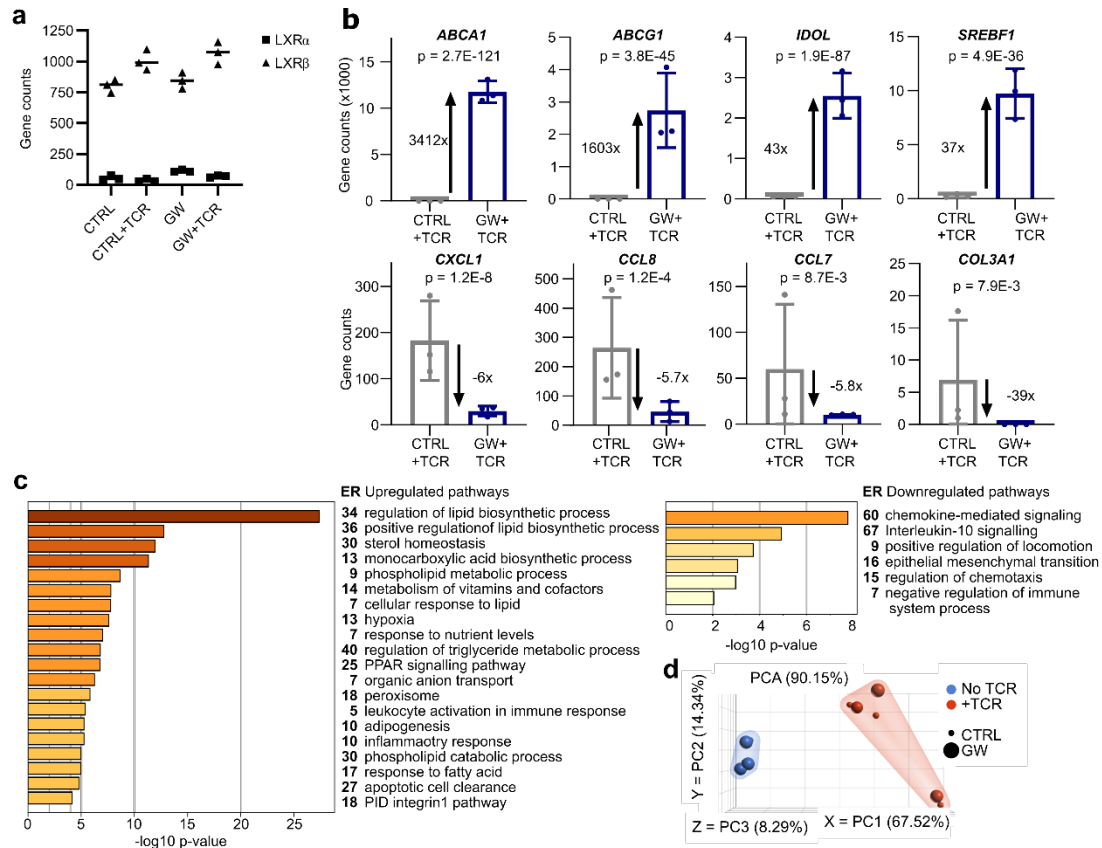 a
1250
1000
750
500
250
0
Gene counts
LXRα
LXRβ
CTRL
CTRL+TCR
GW
GW+TCR
b
ABCA1
p = 2.7E-121
Gene counts (x1000)
15
10
5
0
3412x
CTRL
+TCR
GW+
TCR
ABCG1
p = 3.8E-45
5
4
3
2
1
0
1603x
CTRL
+TCR
GW+
TCR
IDOL
p = 1.9E-87
4
3
2
1
0
43x
CTRL
+TCR
GW+
TCR
SREBF1
p = 4.9E-36
15
10
5
0
37x
CTRL
+TCR
GW+
TCR
CXCL1
p = 1.2E-8
Gene counts
300
200
100
0
-6x
CTRL
+TCR
GW+
TCR
CCL8
p = 1.2E-4
500
400
300
200
100
0
-5.7x
CTRL
+TCR
GW+
TCR
CCL7
p = 8.7E-3
150
100
50
0
-5.8x
CTRL
+TCR
GW+
TCR
COL3A1
p = 7.9E-3
25
20
15
10
5
0
-39x
CTRL
+TCR
GW+
TCR
c
ER Upregulated pathways
34 regulation of lipid biosynthetic process
36 positive regulationof lipid biosynthetic process
30 sterol homeostasis
13 monocarboxylic acid biosynthetic process
9 phospholipid metabolic process
14 metabolism of vitamins and cofactors
7 cellular response to lipid
13 hypoxia
7 response to nutrient levels
40 regulation of triglyceride metabolic process
25 PPAR signalling pathway
7 organic anion transport
18 peroxisome
5 leukocyte activation in immune response
10 adipogenesis
10 inflammaotry response
30 phospholipid catabolic process
17 response to fatty acid
27 apoptotic cell clearance
18 PID integrin1 pathway
0 5 10 15 20 25
-log10 p-value
ER Downregulated pathways
60 chemokine-mediated signaling
67 Interleukin-10 signalling
9 positive regulation of locomotion
16 epithelial mesenchymal transition
15 regulation of chemotaxis
7 negative regulation of immune
system process
0 2 4 6 8
-log10 p-value
d
PCA (90.15%)
Y = PC2 (14.34%)
Z = PC3 (8.29%)
X = PC1 (67.52%)
No TCR
+TCR
CTRL
GW